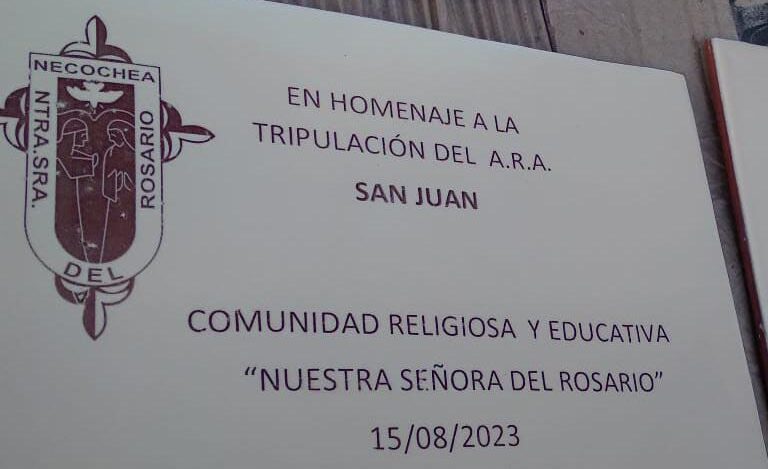 NECOCHEA
NTRA.SRA.
DEL
ROSARIO
EN HOMENAJE A LA
TRIPULACIÓN DEL A.R.A.
SAN JUAN
COMUNIDAD RELIGIOSA Y EDUCATIVA
“NUESTRA SEÑORA DEL ROSARIO”
15/08/2023